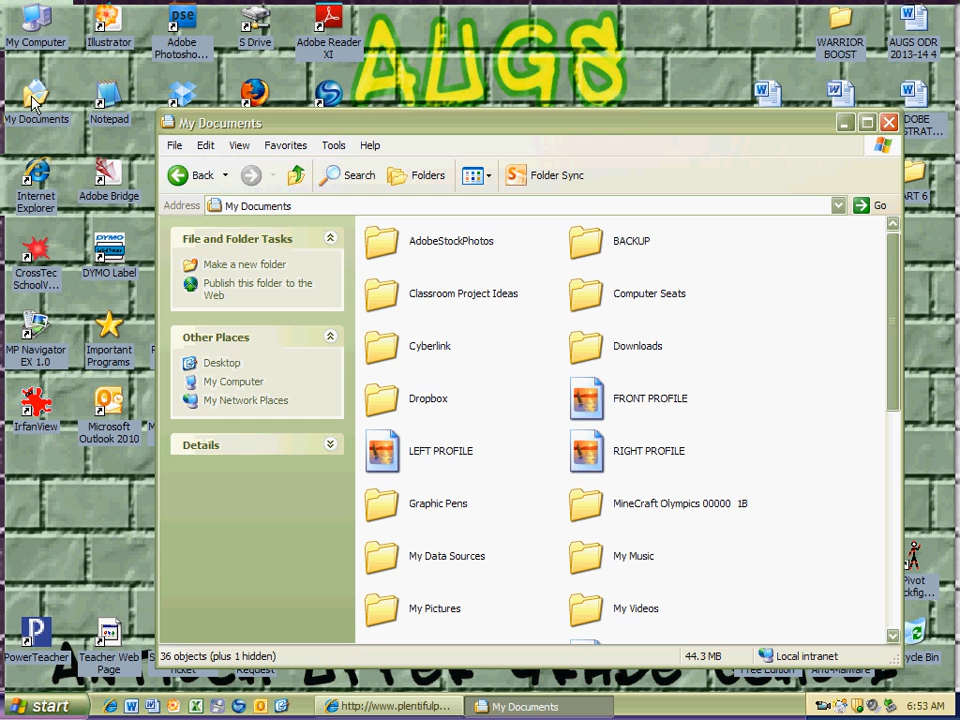 AUGS
My Computer
Illustrator
Adobe
Photosho...
S Drive
Adobe Reader
XI
WARRIOR
BOOST
AUGS ODR
2013-14 4
My Documents
Notepad
My Documents
File Edit View Favorites Tools Help
Back Search Folders Folder Sync
Address My Documents Go
Internet
Explorer
Adobe Bridge
CrossTec
SchoolV...
DYMO Label
MP Navigator
EX 1.0
Important
Programs
IrfanView
Microsoft
Outlook 2010
PowerTeacher
Teacher Web
Page
File and Folder Tasks
Make a new folder
Publish this folder to the
Web
Other Places
Desktop
My Computer
My Network Places
Details
AdobeStockPhotos BACKUP
Classroom Project Ideas Computer Seats
Cyberlink Downloads
Dropbox FRONT PROFILE
LEFT PROFILE RIGHT PROFILE
Graphic Pens MineCraft Olympics 00000 1B
My Data Sources My Music
My Pictures My Videos
36 objects (plus 1 hidden) 44.3 MB Local intranet
start http://www.plentifulp... My Documents 6:53 AM